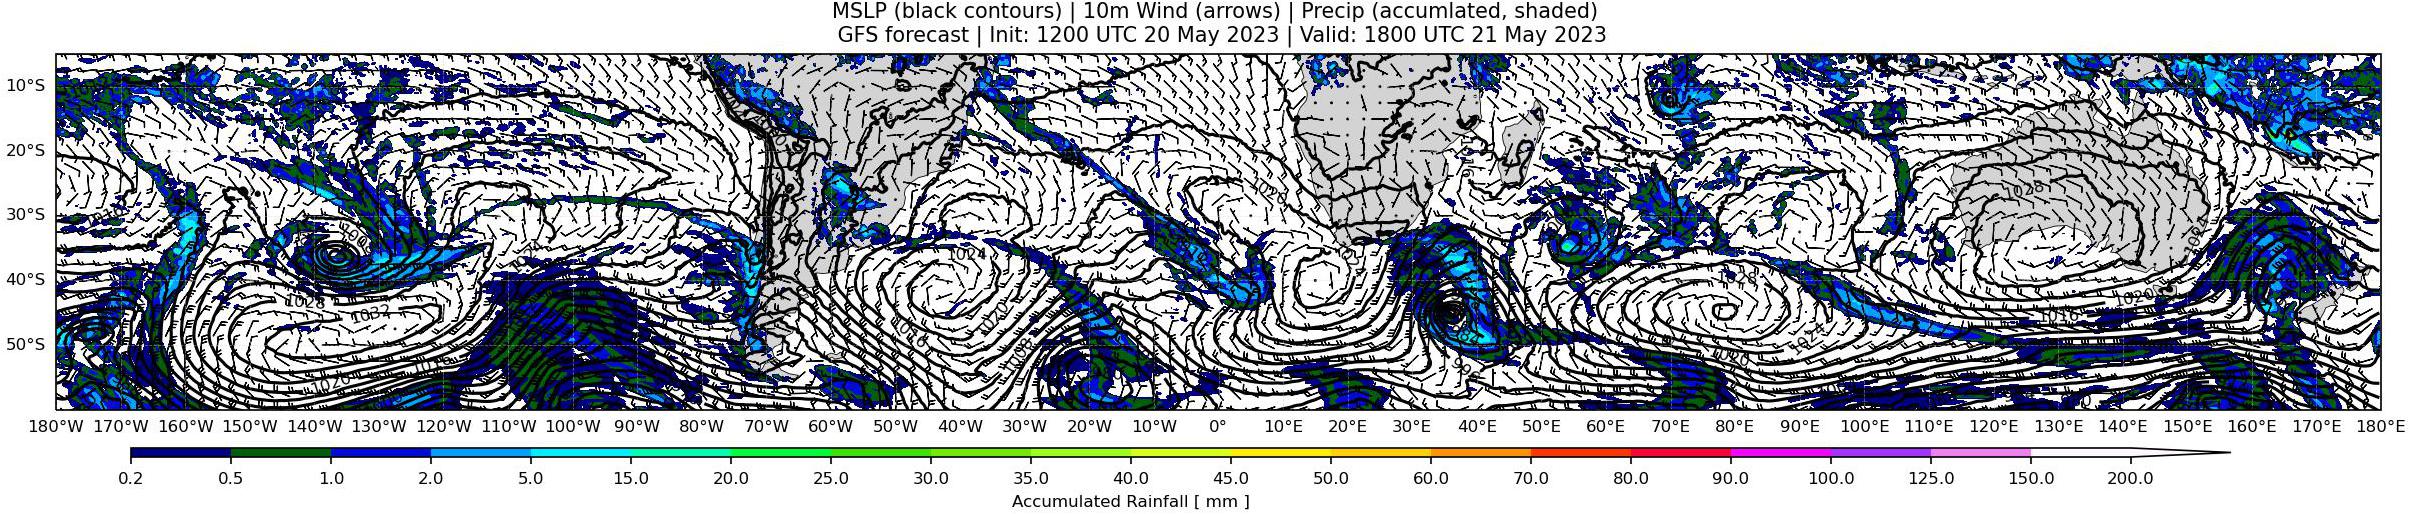 MSLP (black contours) | 10m Wind (arrows) | Precip (accumlated, shaded)
GFS forecast | Init: 1200 UTC 20 May 2023 | Valid: 1800 UTC 21 May 2023
10°S
20°S
30°S
40°S
50°S
1020
1028
1024
1028
1032
1020
1016
1024
1020
1020
1016
180°W 170°W 160°W 150°W 140°W 130°W 120°W 110°W 100°W 90°W 80°W 70°W 60°W 50°W 40°W 30°W 20°W 10°W 0° 10°E 20°E 30°E 40°E 50°E 60°E 70°E 80°E 90°E 100°E 110°E 120°E 130°E 140°E 150°E 160°E 170°E 180°E
0.2 0.5 1.0 2.0 5.0 15.0 20.0 25.0 30.0 35.0 40.0 45.0 50.0 60.0 70.0 80.0 90.0 100.0 125.0 150.0 200.0
Accumulated Rainfall [ mm ]